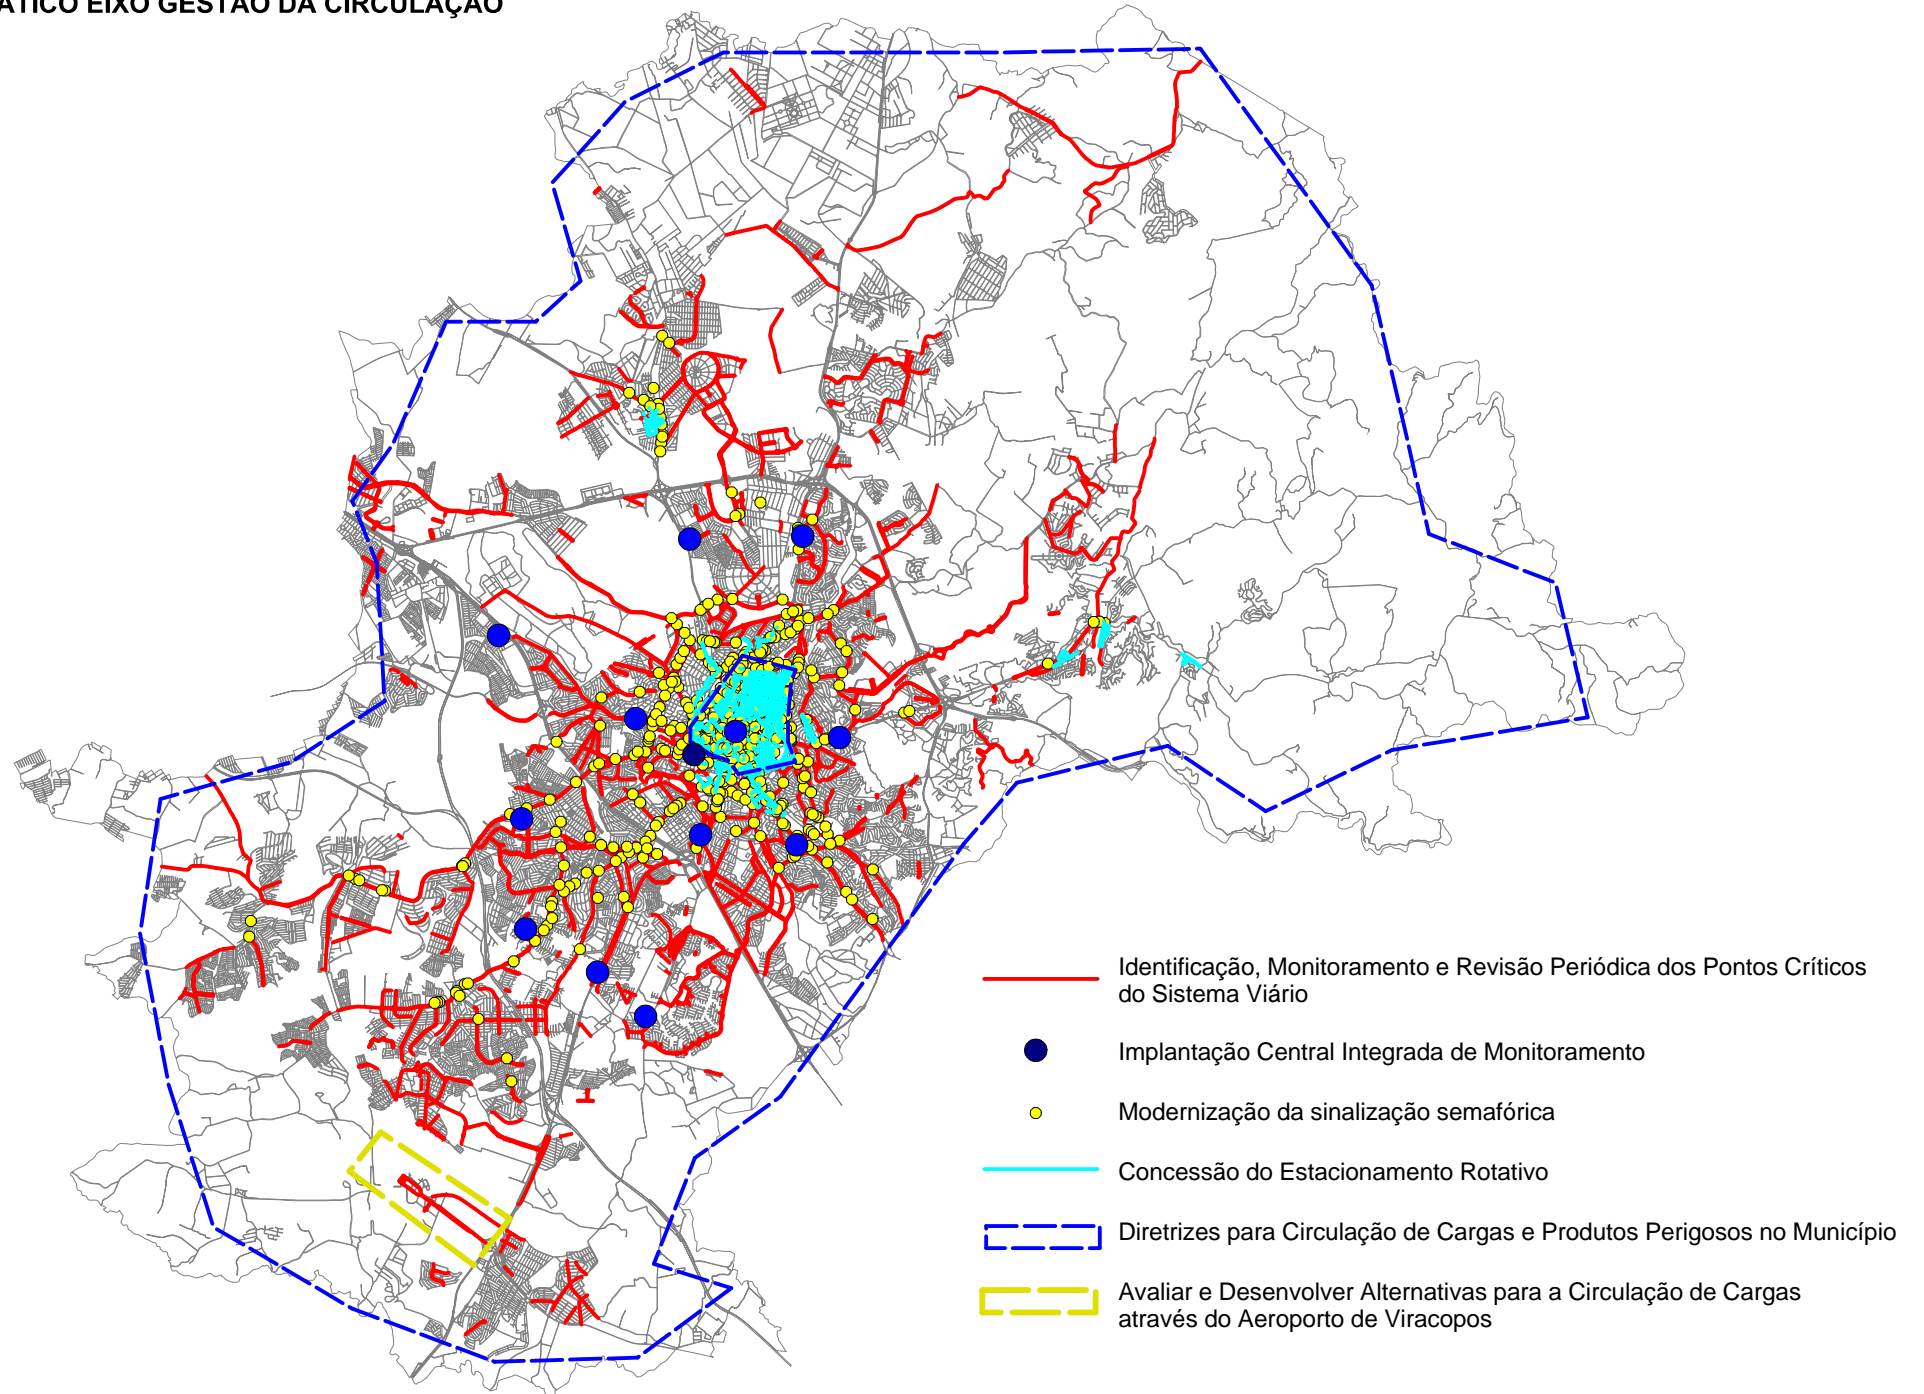 ÁTICO EIXO GESTÃO DA CIRCULAÇÃO
Identificação, Monitoramento e Revisão Periódica dos Pontos Críticos
do Sistema Viário
Implantação Central Integrada de Monitoramento
Modernização da sinalização semafórica
Concessão do Estacionamento Rotativo
Diretrizes para Circulação de Cargas e Produtos Perigosos no Município
Avaliar e Desenvolver Alternativas para a Circulação de Cargas
através do Aeroporto de Viracopos